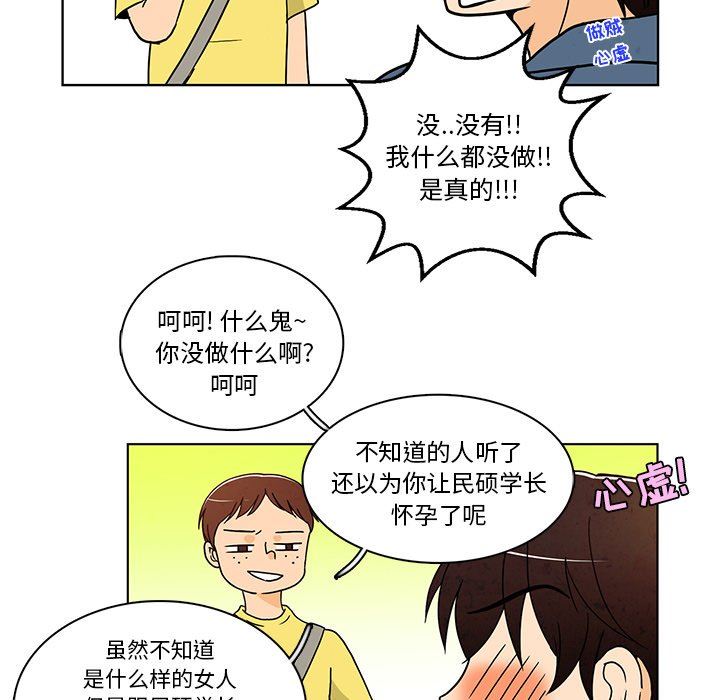 做贼
心虚
没..没有!!
我什么都没做!!
是真的!!!
呵呵! 什么鬼~
你没做什么啊?
呵呵
不知道的人听了
还以为你让民硕学长
怀孕了呢
心虚!
虽然不知道
是什么样的女人